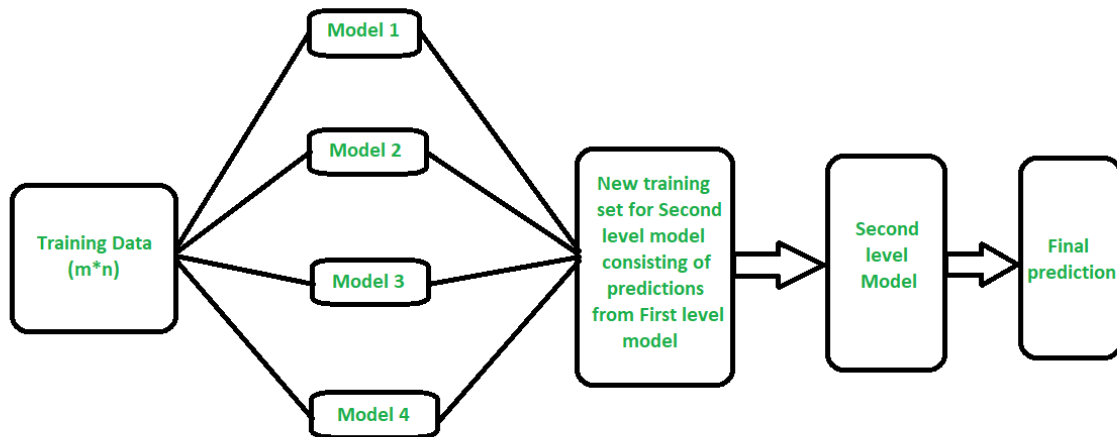 Training Data
(m*n)
Model 1
Model 2
Model 3
Model 4
New training
set for Second
level model
consisting of
predictions
from First level
model
Second
level
Model
Final
prediction